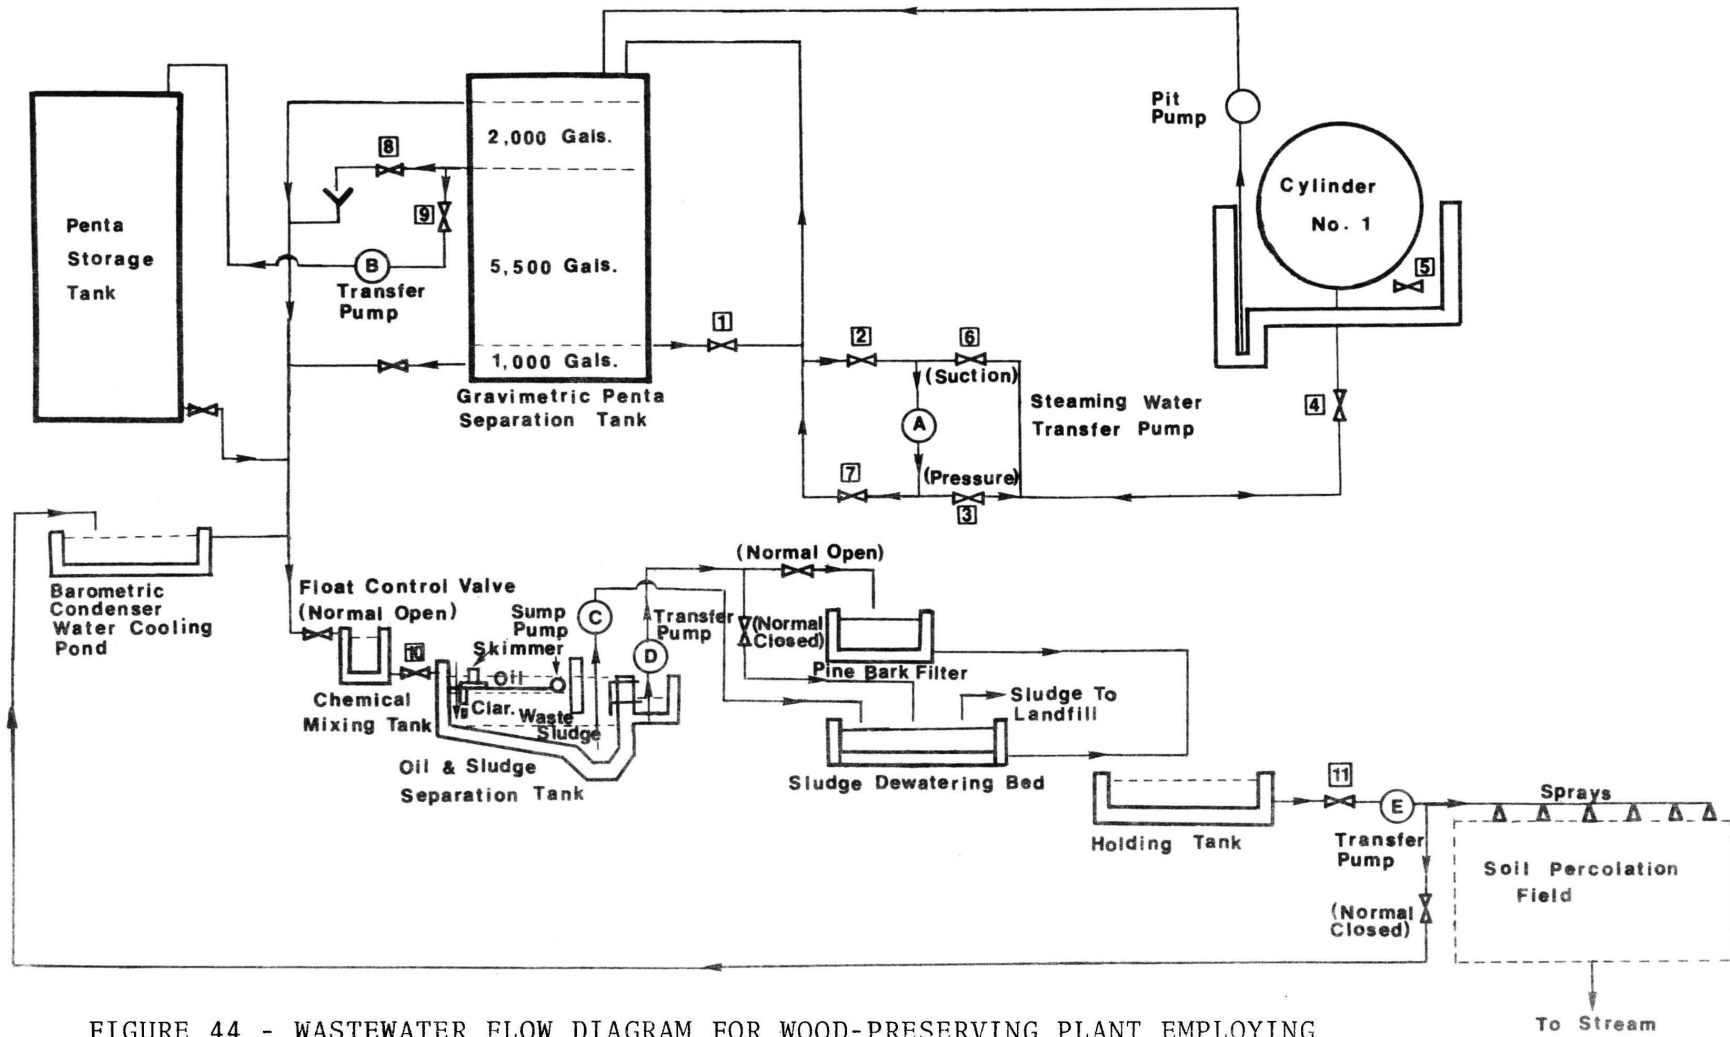 Pit
Pump
Cylinder
No. 1
5
2,000 Gals.
8
9
Penta
Storage
Tank
5,500 Gals.
B
Transfer
Pump
1
2
6
1,000 Gals.
(Suction)
Gravimetric Penta
Separation Tank
Steaming Water
Transfer Pump
4
A
7
(Pressure)
3
Barometric
Condenser
Water Cooling
Pond
Float Control Valve
(Normal Open)
Sump
Pump
Skimmer
C
Transfer
Pump
D
(Normal Open)
(Normal
Closed)
10
Oil
Clar.
Waste
Sludge
Chemical
Mixing Tank
Oil & Sludge
Separation Tank
Pine Bark Filter
Sludge To
Landfill
Sludge Dewatering Bed
Holding Tank
11
E
Transfer
Pump
Sprays
Soil Percolation
Field
(Normal
Closed)
To Stream
FIGURE 44 - WASTEWATER FLOW DIAGRAM FOR WOOD-PRESERVING PLANT EMPLOYING